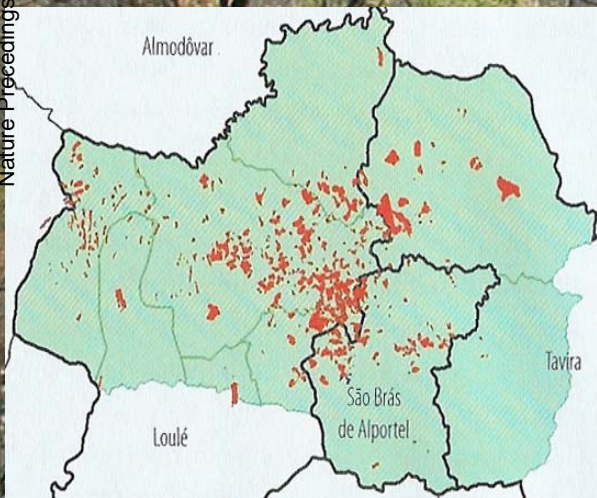 Nature Precedings
Almodôvar
Tavira
São Brás
de Alportel
Loulé